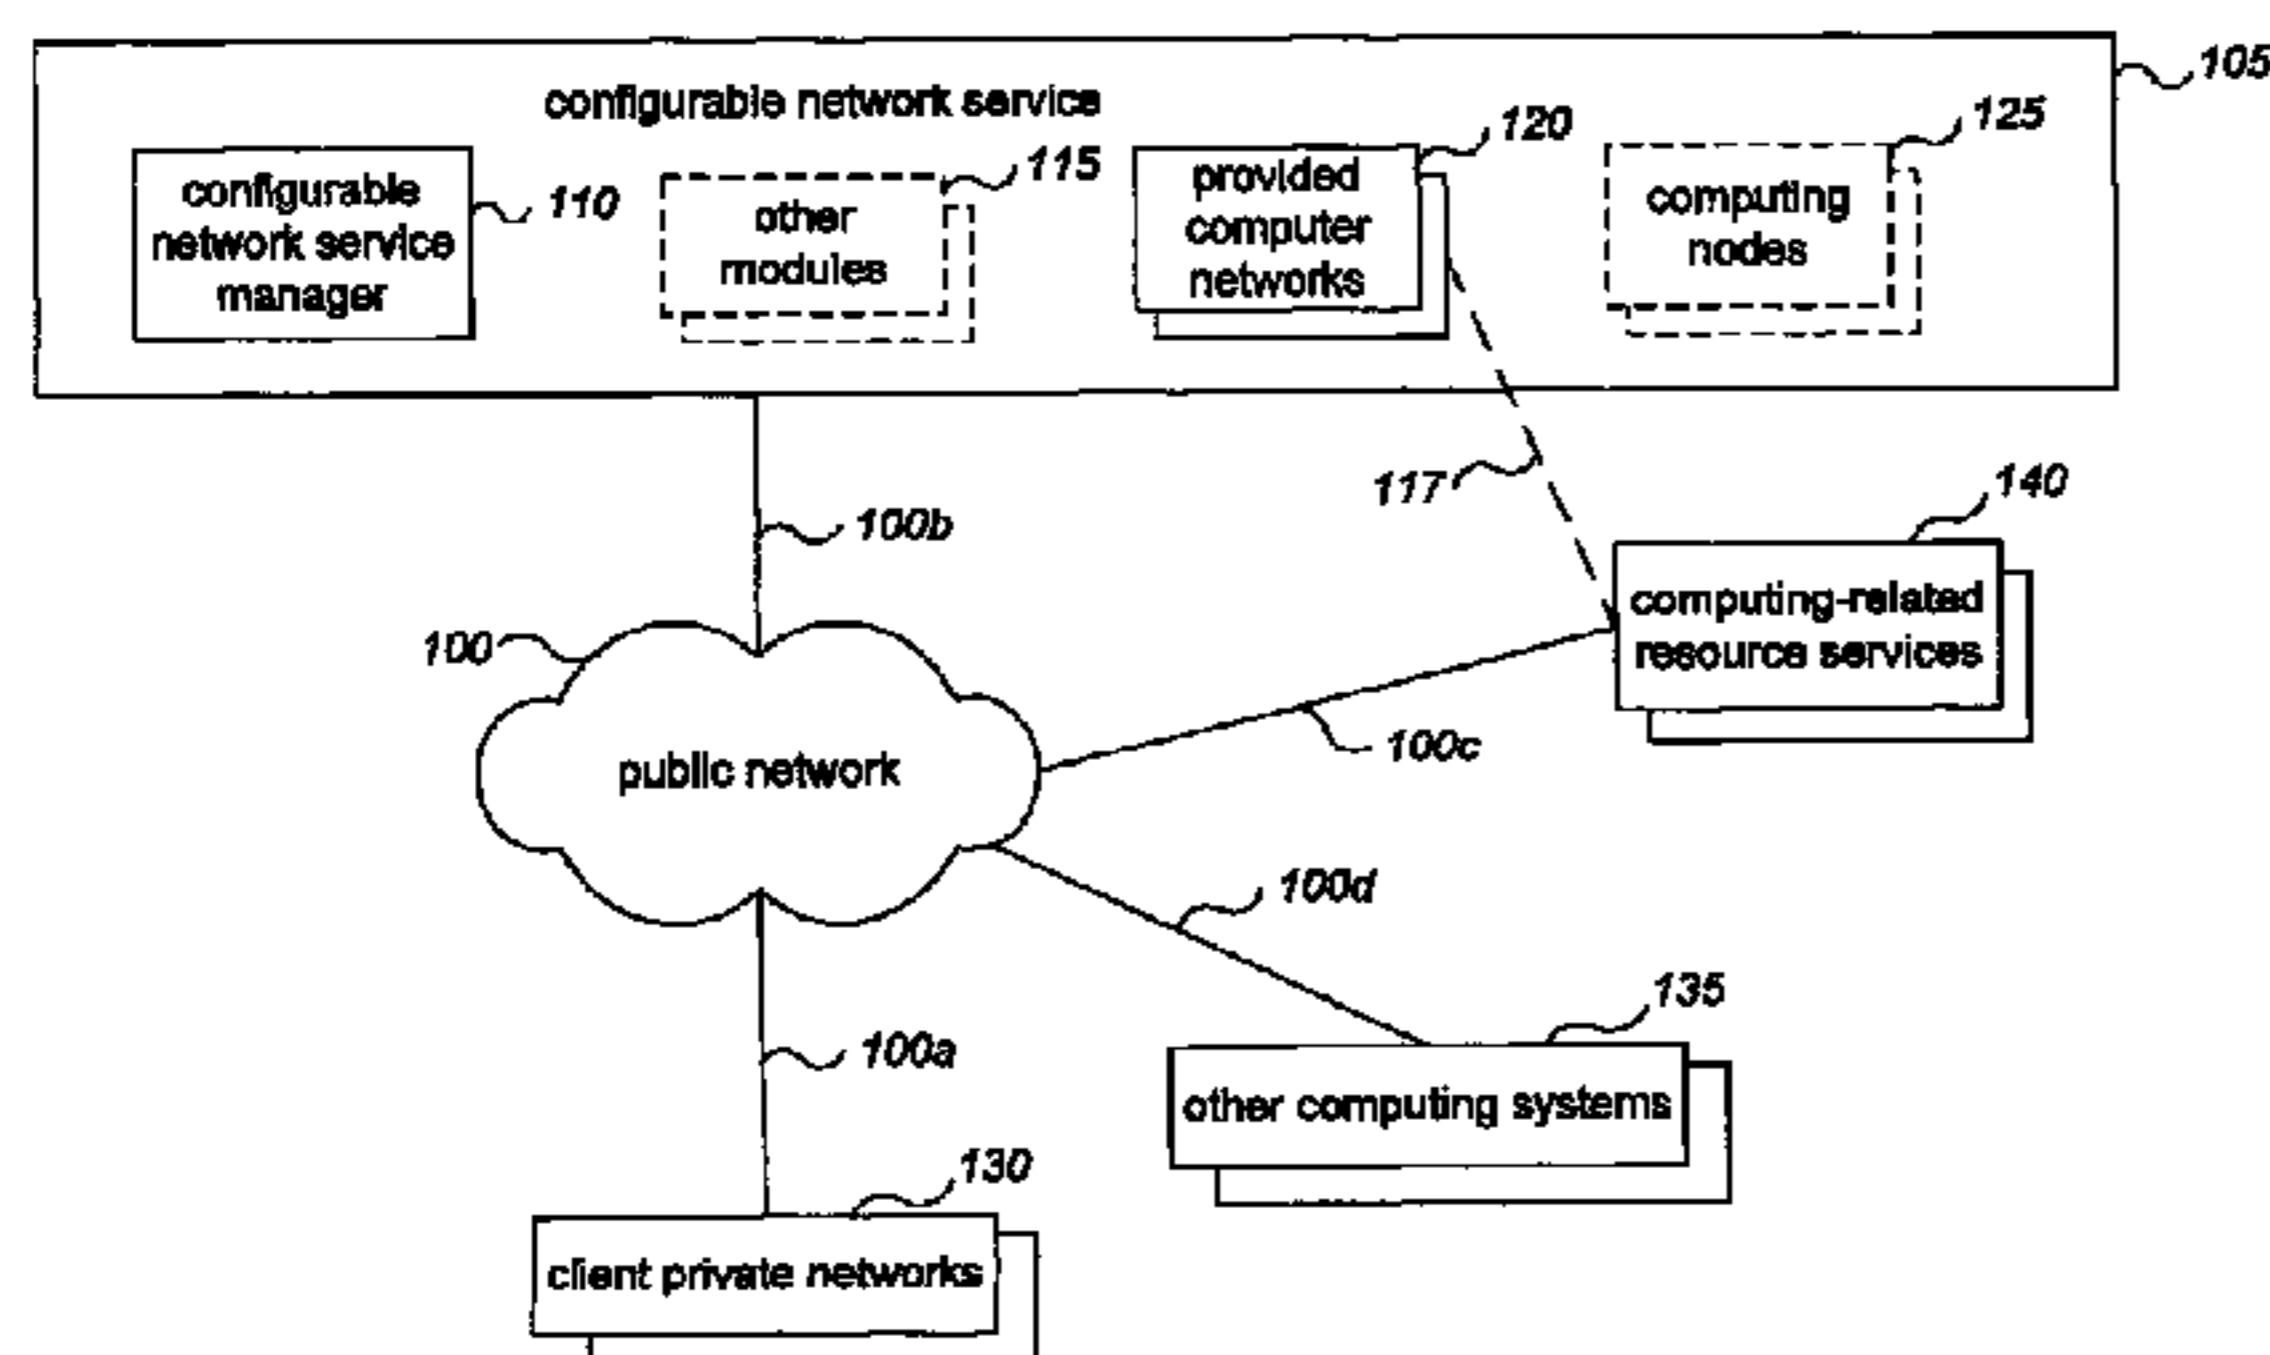 105
configurable network service
120
125
115
configurable
network service
manager
110
other
modules
provided
computer
networks
computing
nodes
117
140
100b
computing-related
resource services
100
public network
100c
100d
135
100a
other computing systems
130
client private networks